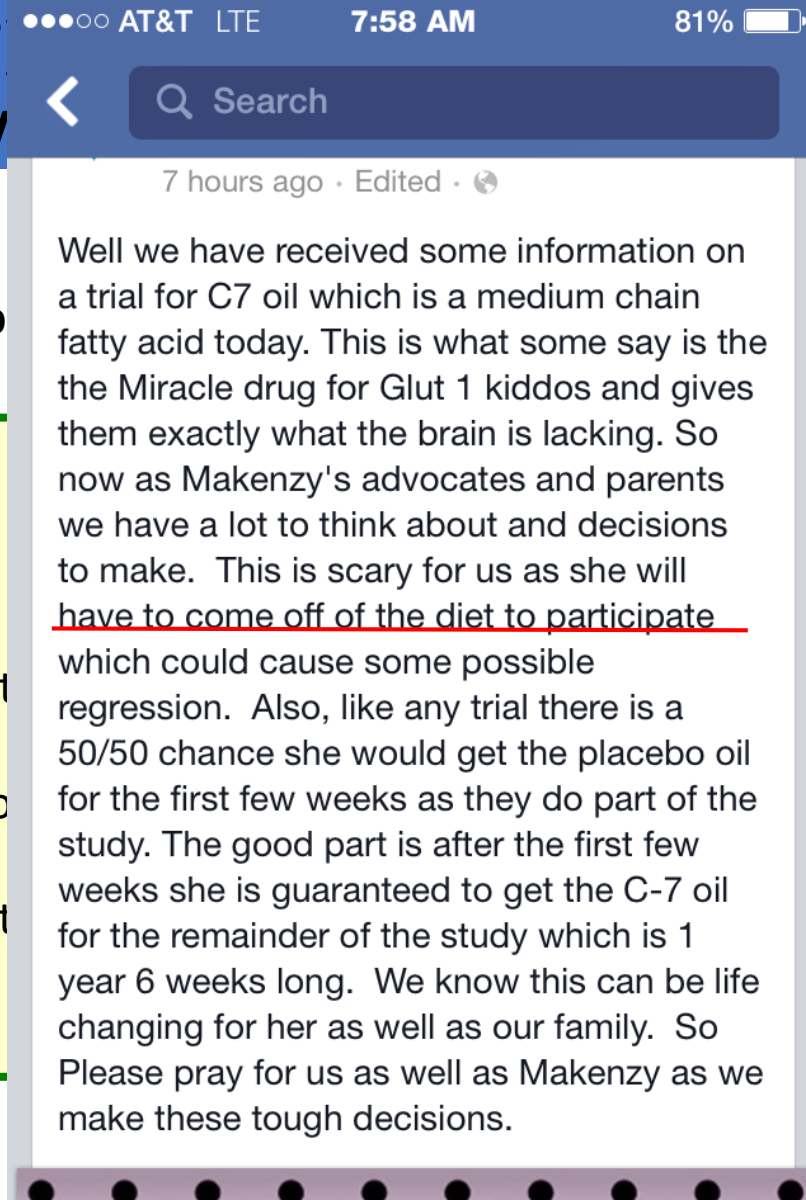 AT&T LTE 7:58 AM 81%
Search
7 hours ago · Edited ·
Well we have received some information on
a trial for C7 oil which is a medium chain
fatty acid today. This is what some say is the
the Miracle drug for Glut 1 kiddos and gives
them exactly what the brain is lacking. So
now as Makenzy's advocates and parents
we have a lot to think about and decisions
to make.  This is scary for us as she will
have to come off of the diet to participate
which could cause some possible
regression.  Also, like any trial there is a
50/50 chance she would get the placebo oil
for the first few weeks as they do part of the
study. The good part is after the first few
weeks she is guaranteed to get the C-7 oil
for the remainder of the study which is 1
year 6 weeks long.  We know this can be life
changing for her as well as our family.  So
Please pray for us as well as Makenzy as we
make these tough decisions.